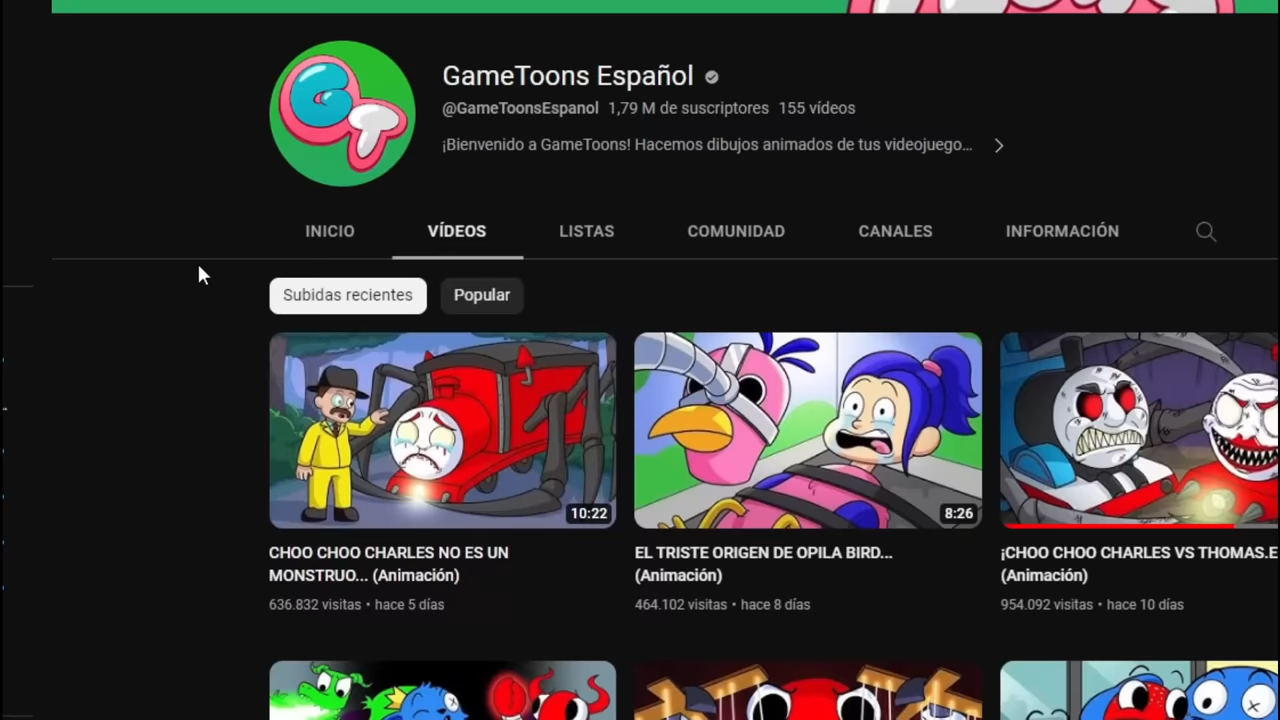 GT
GameToons Español
@GameToonsEspanol 1,79 M de suscriptores 155 vídeos
¡Bienvenido a GameToons! Hacemos dibujos animados de tus videojuego...
INICIO VÍDEOS LISTAS COMUNIDAD CANALES INFORMACIÓN
Subidas recientes Popular
10:22 8:26
CHOO CHOO CHARLES NO ES UN
MONSTRUO... (Animación)
636.832 visitas • hace 5 días
EL TRISTE ORIGEN DE OPILA BIRD...
(Animación)
464.102 visitas • hace 8 días
¡CHOO CHOO CHARLES VS THOMAS.E
(Animación)
954.092 visitas • hace 10 días